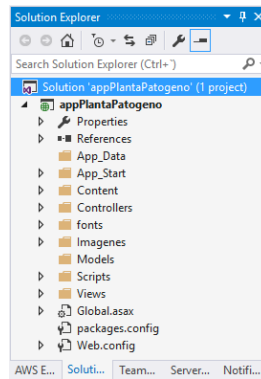 Solution Explorer
Search Solution Explorer (Ctrl+¨)
Solution 'appPlantaPatogeno' (1 project)
appPlantaPatogeno
Properties
References
App_Data
App_Start
Content
Controllers
fonts
Imagenes
Models
Scripts
Views
Global.asax
packages.config
Web.config
AWS E... Soluti... Team... Server... Notifi...